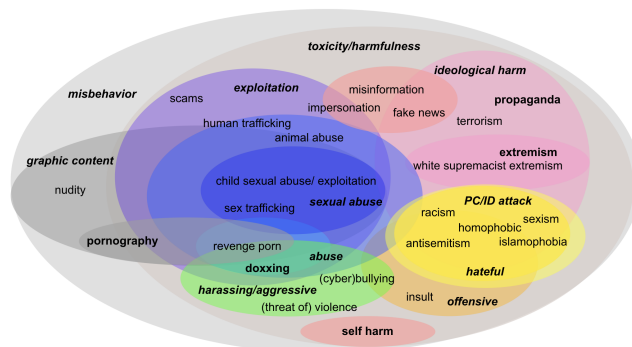 toxicity/harmfulness
ideological harm
misbehavior
exploitation
misinformation
scams
impersonation
fake news
propaganda
human trafficking
terrorism
animal abuse
extremism
graphic content
white supremacist extremism
nudity
child sexual abuse/ exploitation
sexual abuse
PC/ID attack
sex trafficking
racism
sexism
homophobic
pornography
revenge porn
antisemitism
islamophobia
abuse
doxxing
hateful
(cyber)bullying
harassing/aggressive
insult
offensive
(threat of) violence
self harm